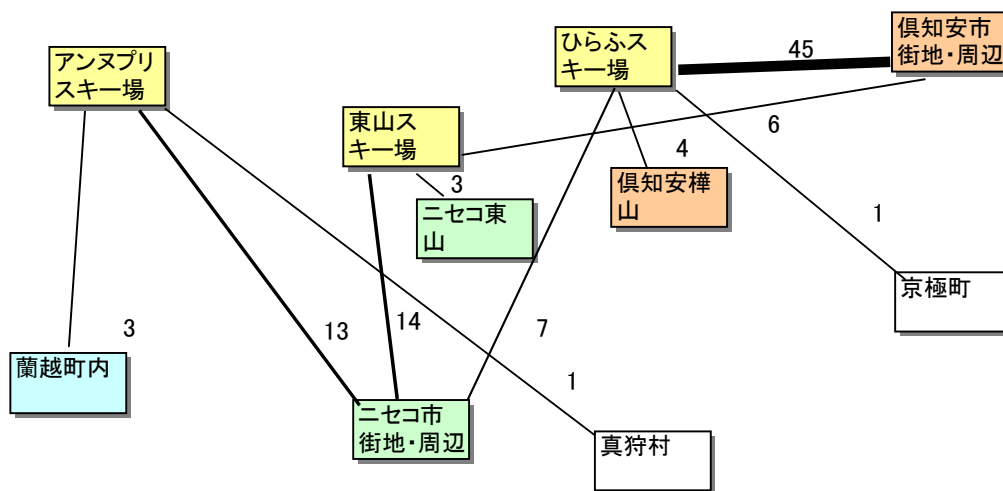 アンヌプリ
スキー場
ひらふス
キー場
45
倶知安市
街地・周辺
東山ス
キー場
6
3
4
ニセコ東
山
倶知安樺
山
1
京極町
3
13
14
7
蘭越町内
1
ニセコ市
街地・周辺
真狩村